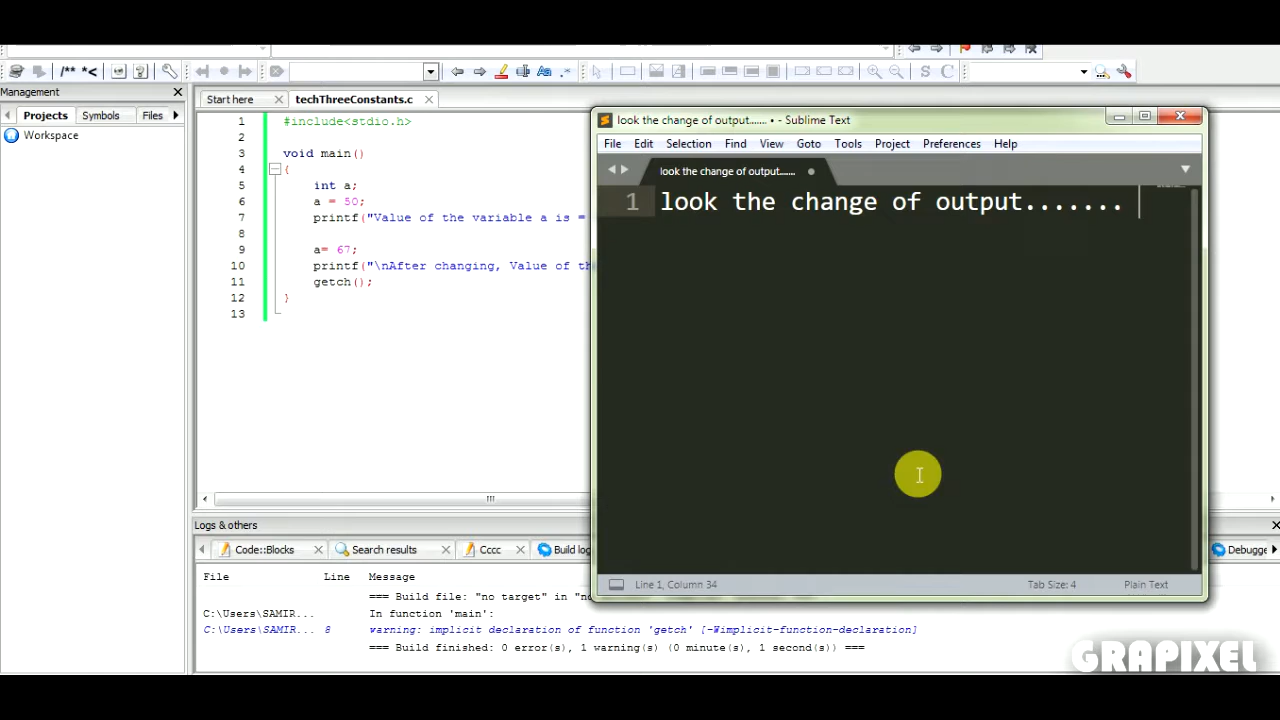 Management
Projects
Symbols
Files
Workspace
Start here
techThreeConstants.c
1 #include<stdio.h>
2
3 void main()
4 {
5 int a;
6 a = 50;
7 printf("Value of the variable a is =
8
9 a= 67;
10 printf("\nAfter changing, Value of th
11 getch();
12 }
13
/** *<
S C
look the change of output....... • - Sublime Text
File Edit Selection Find View Goto Tools Project Preferences Help
look the change of output.......
1 look the change of output.......
Line 1, Column 34
Tab Size: 4
Plain Text
Logs & others
Code::Blocks
Search results
Cccc
Build log
Debugge
File Line Message
=== Build file: "no target" in "no
C:\Users\SAMIR... In function 'main':
C:\Users\SAMIR... 8 warning: implicit declaration of function 'getch' [-Wimplicit-function-declaration]
=== Build finished: 0 error(s), 1 warning(s) (0 minute(s), 1 second(s)) ===
GRAPIXEL